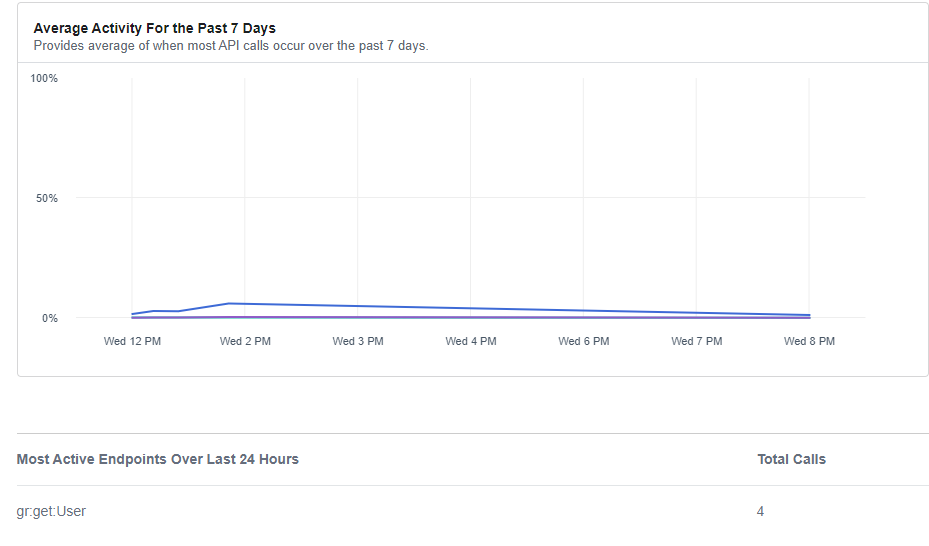 Average Activity For the Past 7 Days
Provides average of when most API calls occur over the past 7 days.
100%
50%
0%
Wed 12 PM Wed 2 PM Wed 3 PM Wed 4 PM Wed 6 PM Wed 7 PM Wed 8 PM
Most Active Endpoints Over Last 24 Hours Total Calls
gr:get:User 4